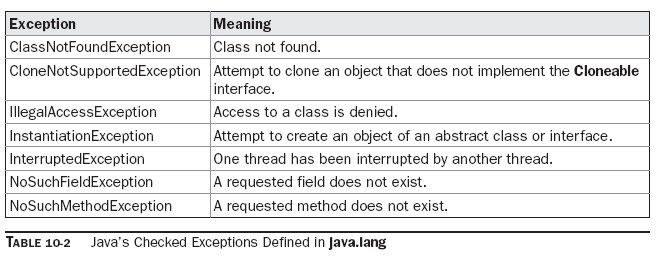 Exception Meaning
ClassNotFoundException Class not found.
CloneNotSupportedException Attempt to clone an object that does not implement the Cloneable
interface.
IllegalAccessException Access to a class is denied.
InstantiationException Attempt to create an object of an abstract class or interface.
InterruptedException One thread has been interrupted by another thread.
NoSuchFieldException A requested field does not exist.
NoSuchMethodException A requested method does not exist.
TABLE 10-2 Java's Checked Exceptions Defined in java.lang